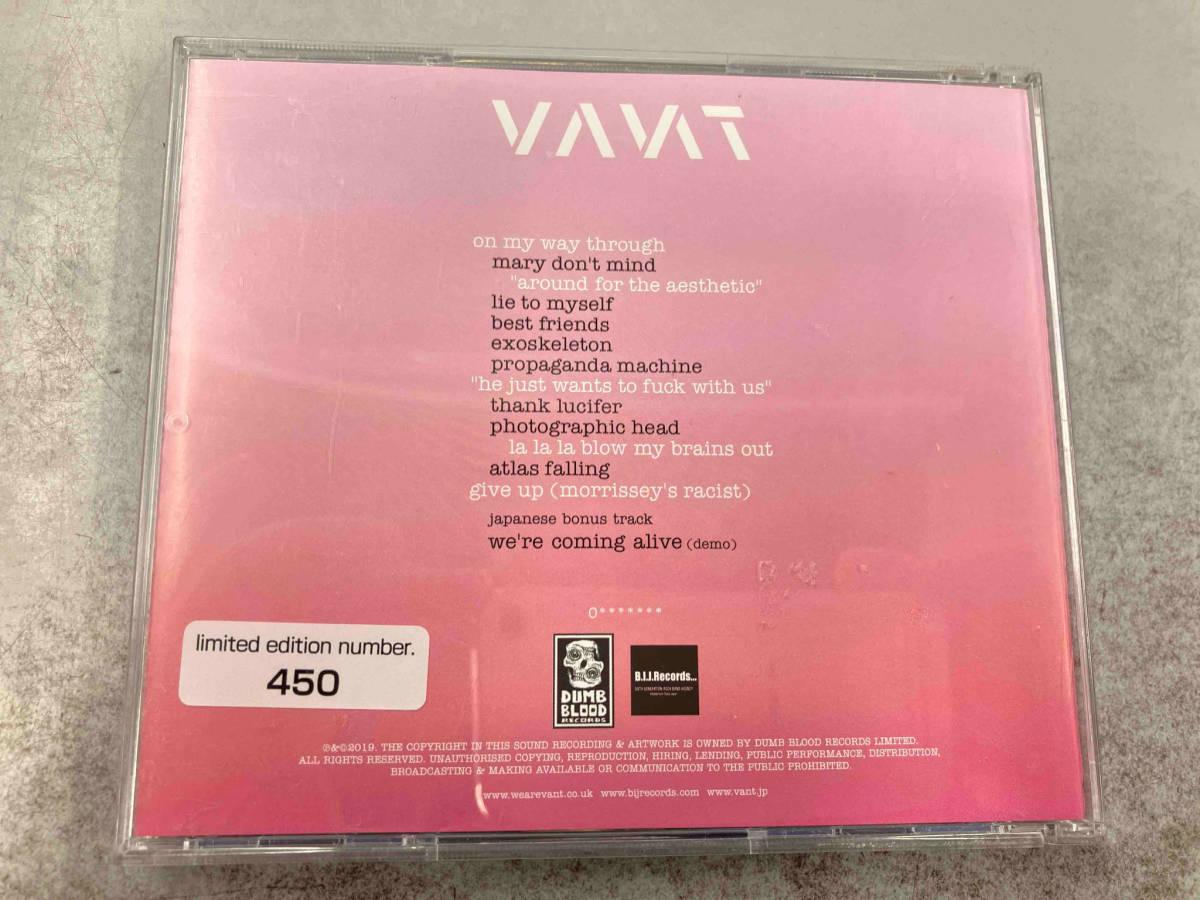 VANT
on my way through
mary don't mind
"around for the aesthetic"
lie to myself
best friends
exoskeleton
propaganda machine
"he just wants to fuck with us"
thank lucifer
photographic head
la la la blow my brains out
atlas falling
give up (morrissey's racist)
japanese bonus track
we're coming alive (demo)
0*******
limited edition number.
450
DUMB
BLOOD
RECORDS
B.I.J.Records...
℗&©2019. THE COPYRIGHT IN THIS SOUND RECORDING & ARTWORK IS OWNED BY DUMB BLOOD RECORDS LIMITED.
ALL RIGHTS RESERVED. UNAUTHORISED COPYING, REPRODUCTION, HIRING, LENDING, PUBLIC PERFORMANCE, DISTRIBUTION,
BROADCASTING & MAKING AVAILABLE OR COMMUNICATION TO THE PUBLIC PROHIBITED.
www.wearevant.co.uk www.bijrecords.com www.vant.jp